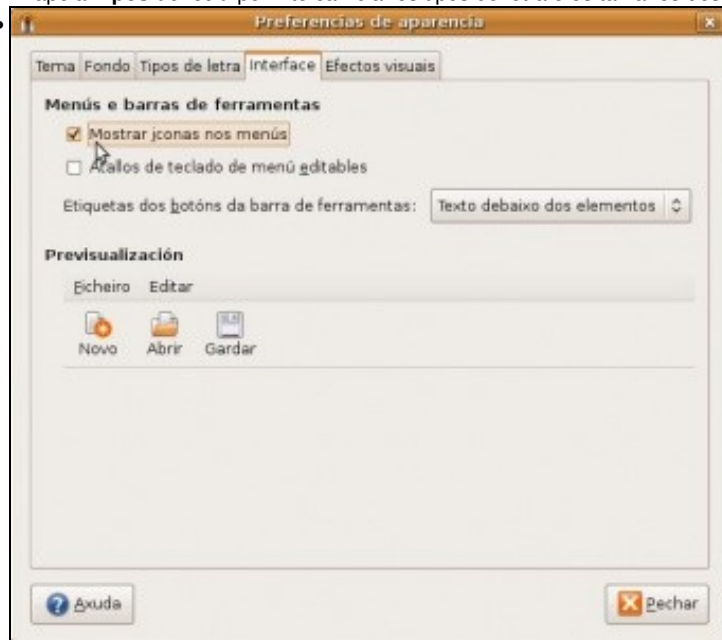 Preferencias de aparencia
Tema Fondo Tipos de letra Interface Efectos visuais
Menús e barras de ferramentas
Mostrar iconas nos menús
Atallos de teclado de menú editables
Etiquetas dos botóns da barra de ferramentas: Texto debaixo dos elementos
Previsualización
Ficheiro Editar
Novo Abrir Gardar
Axuda Pechar